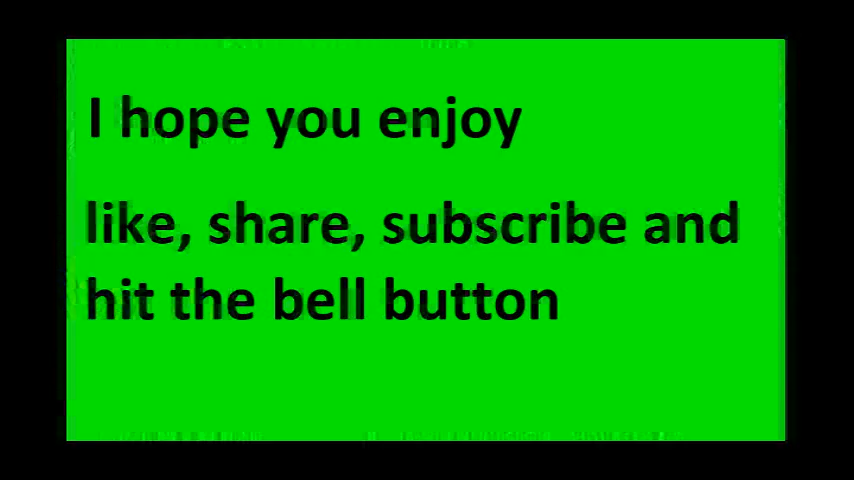 I hope you enjoy
like, share, subscribe and
hit the bell button